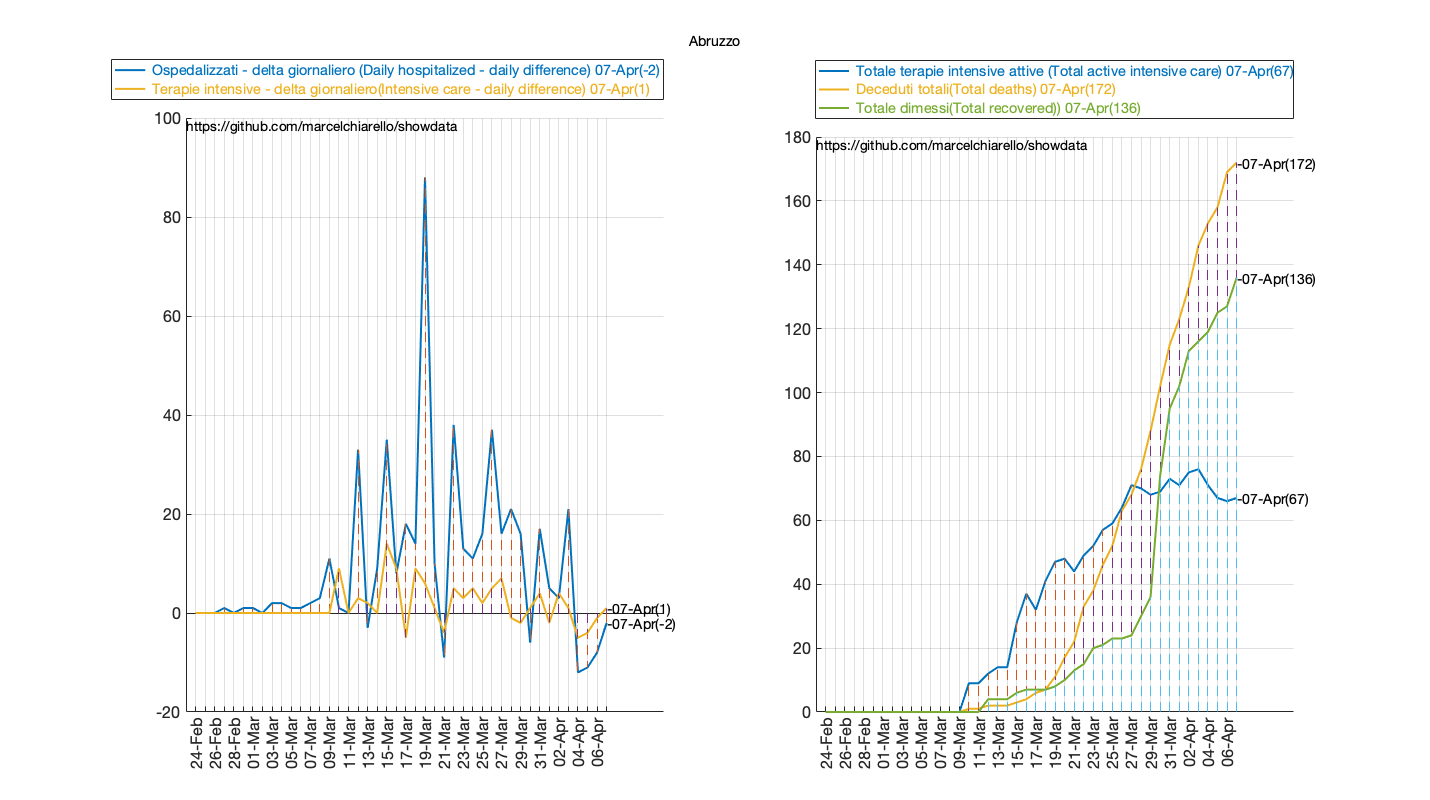 Abruzzo
Ospedalizzati - delta giornaliero (Daily hospitalized - daily difference) 07-Apr(-2)
Terapie intensive - delta giornaliero(Intensive care - daily difference) 07-Apr(1)
https://github.com/marcelchiarello/showdata
100
80
60
40
20
0
-20
-07-Apr(1)
-07-Apr(-2)
24-Feb
26-Feb
28-Feb
01-Mar
03-Mar
05-Mar
07-Mar
09-Mar
11-Mar
13-Mar
15-Mar
17-Mar
19-Mar
21-Mar
23-Mar
25-Mar
27-Mar
29-Mar
31-Mar
02-Apr
04-Apr
06-Apr
Totale terapie intensive attive (Total active intensive care) 07-Apr(67)
Deceduti totali(Total deaths) 07-Apr(172)
Totale dimessi(Total recovered)) 07-Apr(136)
https://github.com/marcelchiarello/showdata
180
160
140
120
100
80
60
40
20
0
-07-Apr(172)
-07-Apr(136)
-07-Apr(67)
24-Feb
26-Feb
28-Feb
01-Mar
03-Mar
05-Mar
07-Mar
09-Mar
11-Mar
13-Mar
15-Mar
17-Mar
19-Mar
21-Mar
23-Mar
25-Mar
27-Mar
29-Mar
31-Mar
02-Apr
04-Apr
06-Apr